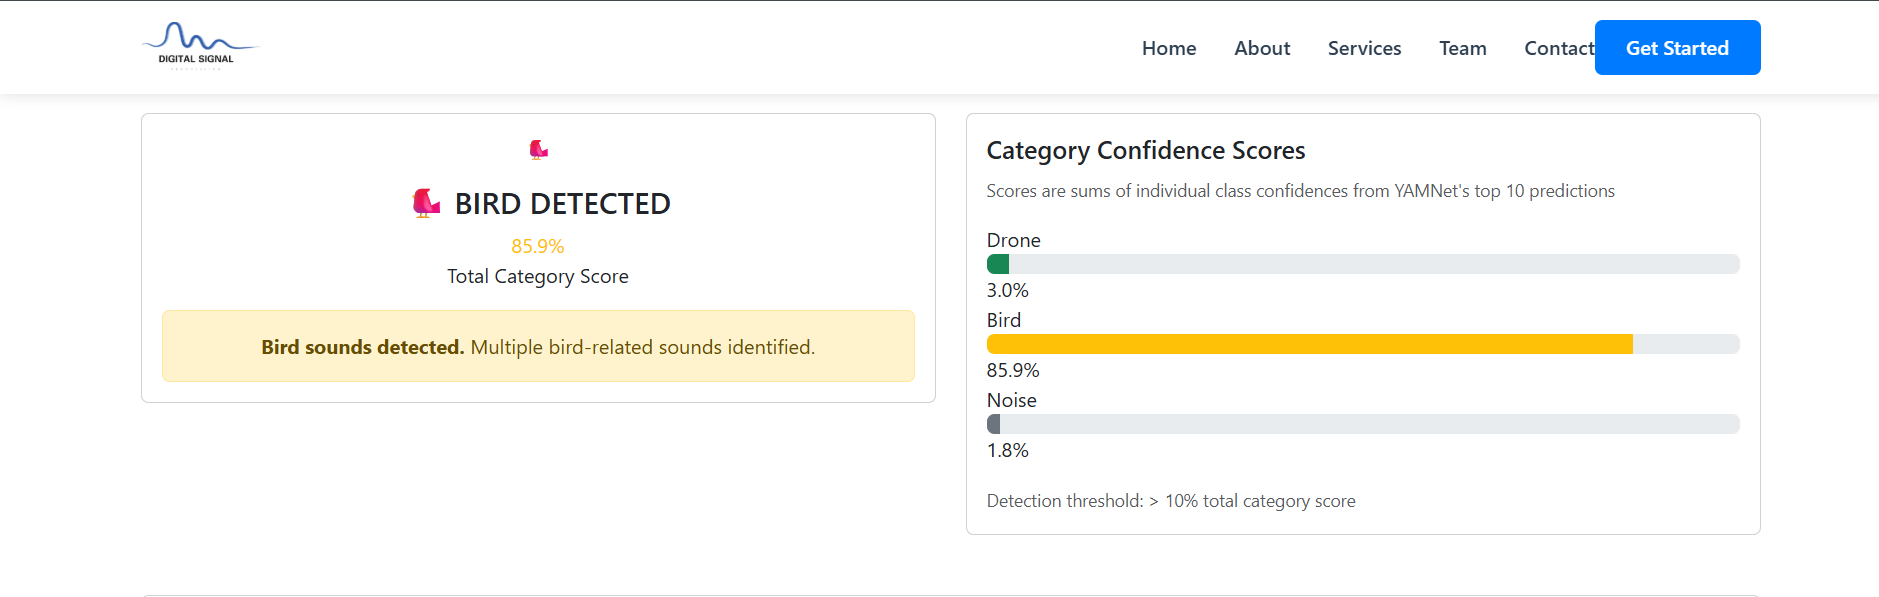 DIGITAL SIGNAL
Home
About
Services
Team
Contact
Get Started
BIRD DETECTED
85.9%
Total Category Score
Bird sounds detected. Multiple bird-related sounds identified.
Category Confidence Scores
Scores are sums of individual class confidences from YAMNet's top 10 predictions
Drone
3.0%
Bird
85.9%
Noise
1.8%
Detection threshold: > 10% total category score